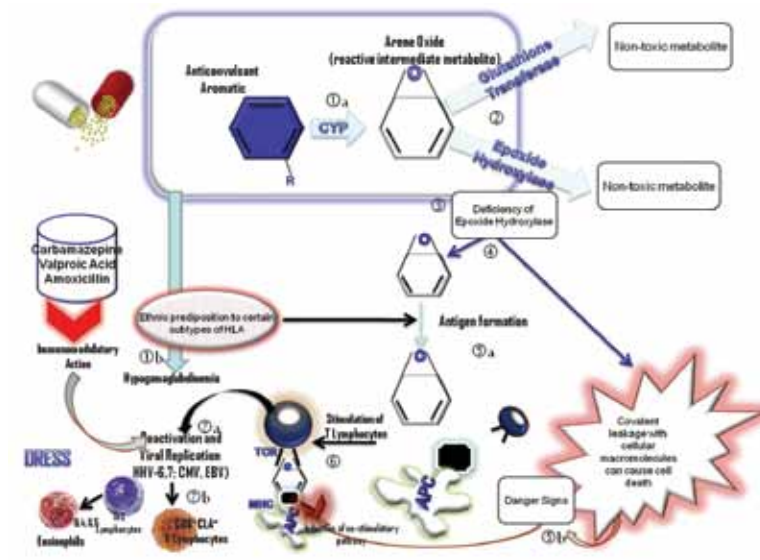 Arene Oxide
(reactive intermediate metabolite)
Anticonvulsant
Aromatic
①a
CYP
R
Glutathione
Transferase
②
Epoxide
Hydroxylase
Non-toxic metabolite
Non-toxic metabolite
③
Deficiency of
Epoxide Hydroxylase
④
Carbamazepine
Valproic Acid
Amoxicillin
Immunomodulatory
Action
Ethnic predisposition to certain
subtypes of HLA
①b
Antigen formation
⑤a
Stimulation of
T Lymphocytes
⑥
⑦a
Reactivation and
Viral Replication
HHV-6,7; CMV, EBV)
⑦b
TCR
MHC
APC
APC
Covalent
leakage with
cellular
macromolecules
can cause cell
death
Danger Signs
⑤b
pathway
DRESS
Lymphocytes
Eosinophils
CLA+
Lymphocytes